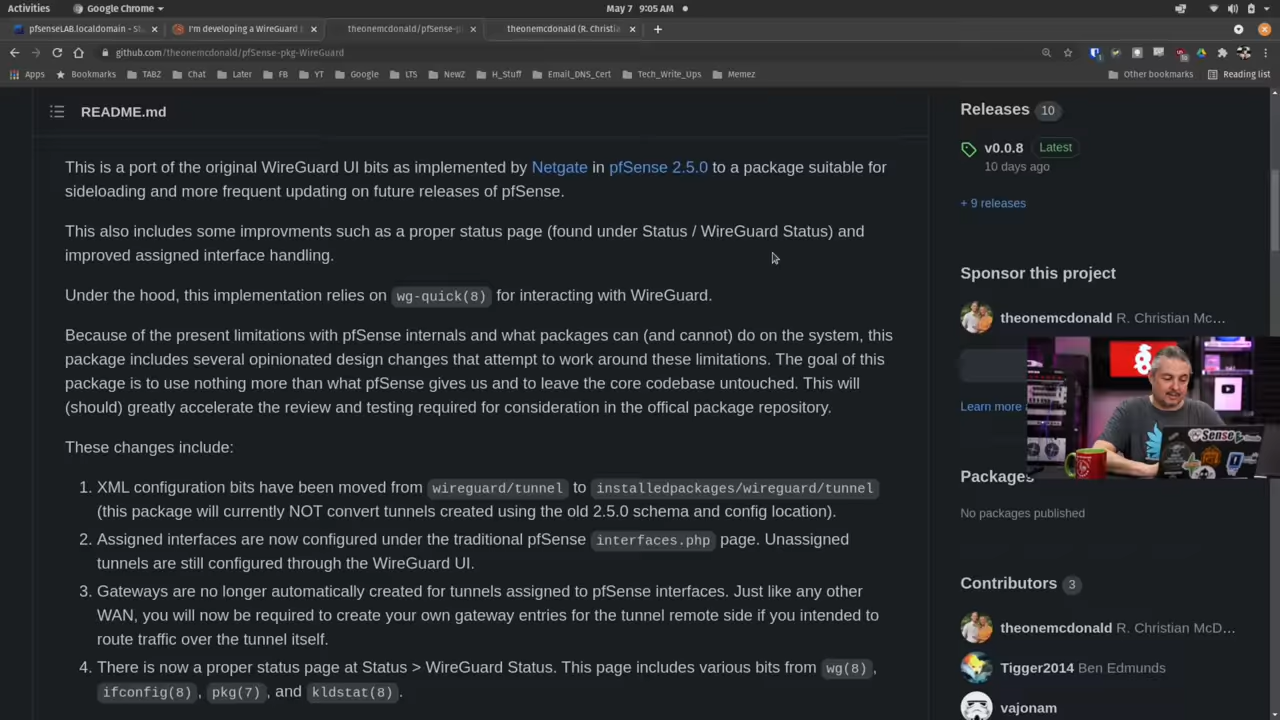 Activities
Google Chrome
May 7 9:05 AM
pfsenseLAB.localdomain - St
I'm developing a WireGuard
theonemcdonald/pfSense-p
theonemcdonald (R. Christia
github.com/theonemcdonald/pfSense-pkg-WireGuard
Apps
Bookmarks
TABZ
Chat
Later
FB
YT
Google
LTS
NewZ
H_Stuff
Email_DNS_Cert
Tech_Write_Ups
Memez
Other bookmarks
Reading list
README.md
This is a port of the original WireGuard UI bits as implemented by Netgate in pfSense 2.5.0 to a package suitable for
sideloading and more frequent updating on future releases of pfSense.
This also includes some improvments such as a proper status page (found under Status / WireGuard Status) and
improved assigned interface handling.
Under the hood, this implementation relies on wg-quick(8) for interacting with WireGuard.
Because of the present limitations with pfSense internals and what packages can (and cannot) do on the system, this
package includes several opinionated design changes that attempt to work around these limitations. The goal of this
package is to use nothing more than what pfSense gives us and to leave the core codebase untouched. This will
(should) greatly accelerate the review and testing required for consideration in the offical package repository.
These changes include:
1. XML configuration bits have been moved from wireguard/tunnel to installedpackages/wireguard/tunnel
(this package will currently NOT convert tunnels created using the old 2.5.0 schema and config location).
2. Assigned interfaces are now configured under the traditional pfSense interfaces.php page. Unassigned
tunnels are still configured through the WireGuard UI.
3. Gateways are no longer automatically created for tunnels assigned to pfSense interfaces. Just like any other
WAN, you will now be required to create your own gateway entries for the tunnel remote side if you intended to
route traffic over the tunnel itself.
4. There is now a proper status page at Status > WireGuard Status. This page includes various bits from wg(8),
ifconfig(8), pkg(7), and kldstat(8).
Releases 10
v0.0.8 Latest
10 days ago
+ 9 releases
Sponsor this project
theonemcdonald R. Christian Mc...
Learn more
Packages
No packages published
Contributors 3
theonemcdonald R. Christian McD...
Tigger2014 Ben Edmunds
vajonam